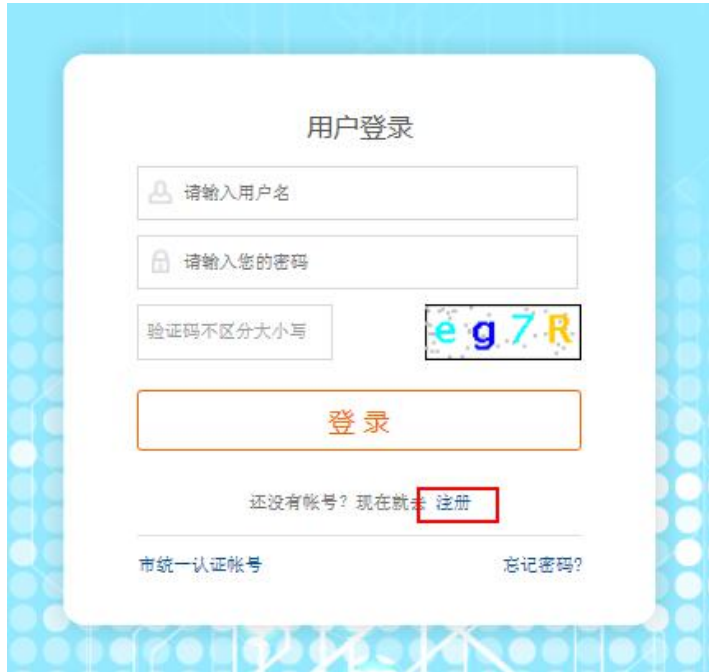 用户登录
请输入用户名
请输入您的密码
验证码不区分大小写 eg7R
登 录
还没有帐号？现在就去 注册
市统一认证帐号 忘记密码?